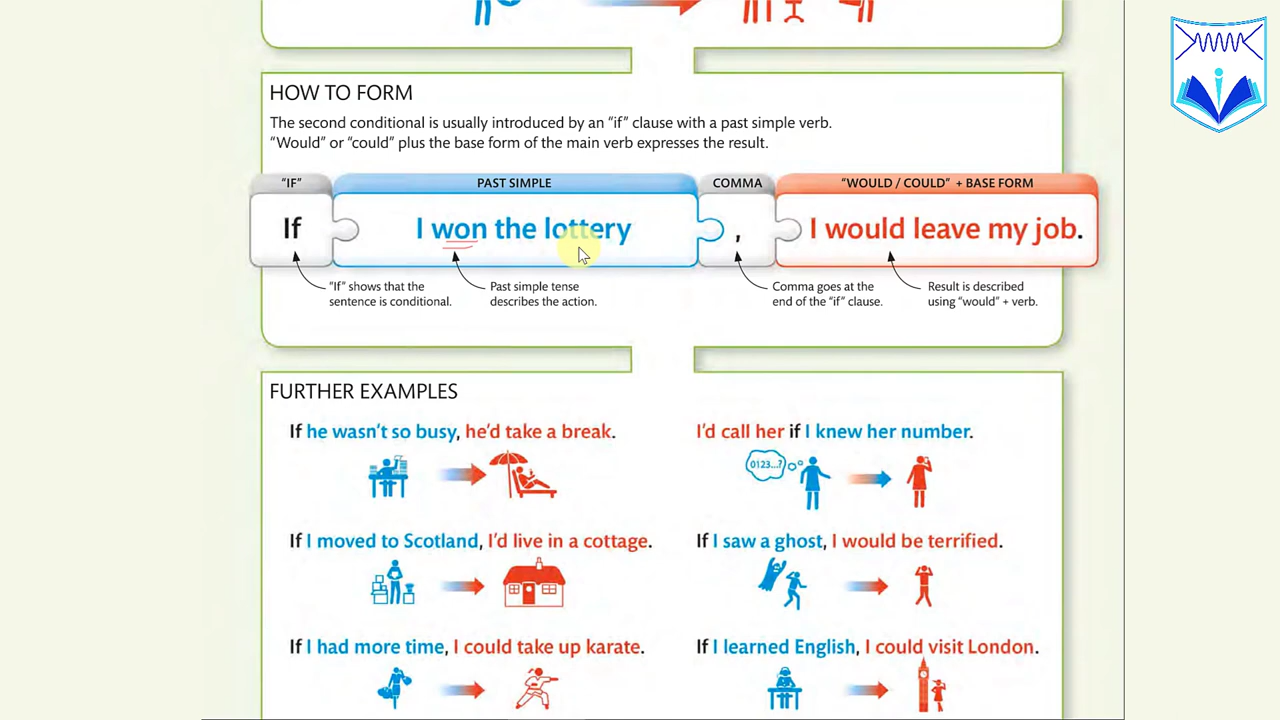 HOW TO FORM
The second conditional is usually introduced by an “if” clause with a past simple verb.
“Would” or “could” plus the base form of the main verb expresses the result.
“IF” PAST SIMPLE COMMA “WOULD / COULD” + BASE FORM
If I won the lottery , I would leave my job.
“If” shows that the
sentence is conditional.
Past simple tense
describes the action.
Comma goes at the
end of the “if” clause.
Result is described
using “would” + verb.
FURTHER EXAMPLES
If he wasn’t so busy, he’d take a break.
I’d call her if I knew her number.
0123...?
If I moved to Scotland, I’d live in a cottage.
If I saw a ghost, I would be terrified.
If I had more time, I could take up karate.
If I learned English, I could visit London.